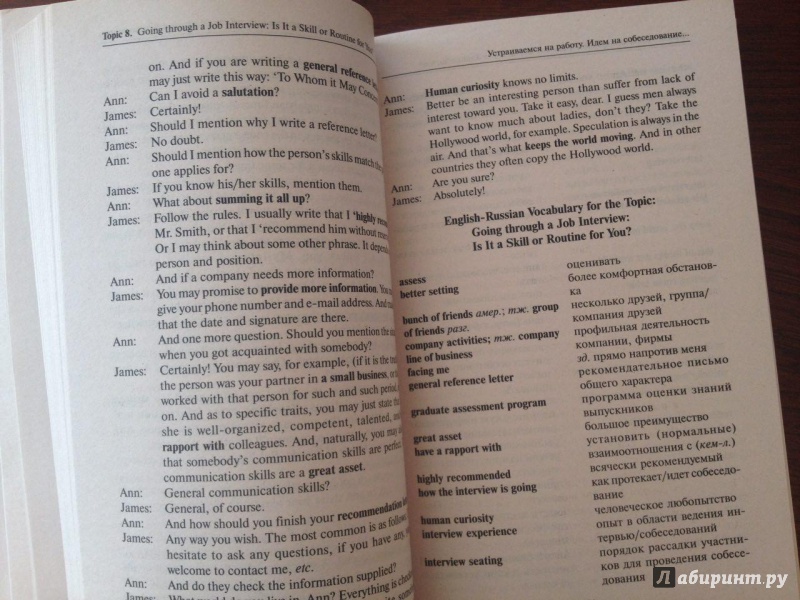 Topic 8. Going through a Job Interview: Is It a Skill or Routine for You?
on. And if you are writing a general reference
may just write this way: 'To Whom it May Concern
Ann: Can I avoid a salutation?
James: Certainly!
Ann: Should I mention why I write a reference letter?
James: No doubt.
Ann: Should I mention how the person's skills match the
one applies for?
James: If you know his/her skills, mention them.
Ann: What about summing it all up?
James: Follow the rules. I usually write that I 'highly
Mr. Smith, or that I 'recommend him without
Or I may think about some other phrase. It depends
person and position.
Ann: And if a company needs more information?
James: You may promise to provide more information. You
give your phone number and e-mail address. And
that the date and signature are there.
Ann: And one more question. Should you mention the
when you got acquainted with somebody?
James: Certainly! You may say, for example, (if it is the
the person was your partner in a small business, or
worked with that person for such and such period,
on. And as to specific traits, you may just state
she is well-organized, competent, talented, and
rapport with colleagues. And, naturally, you may
that somebody's communication skills are perfect
communication skills are a great asset.
Ann: General communication skills?
James: General, of course.
Ann: And how should you finish your recommendation
James: Any way you wish. The most common is as follows
hesitate to ask any questions, if you have any,
welcome to contact me, etc.
Ann: And do they check the information supplied?
James: Ann? Everything is
Устраиваемся на работу. Идем на собеседование...
Ann: Human curiosity knows no limits.
James: Better be an interesting person than suffer from lack of
interest toward you. Take it easy, dear. I guess men always
want to know much about ladies, don't they? Take the
Hollywood world, for example. Speculation is always in the
air. And that's what keeps the world moving. And in other
countries they often copy the Hollywood world.
Ann: Are you sure?
James: Absolutely!
English-Russian Vocabulary for the Topic:
Going through a Job Interview:
Is It a Skill or Routine for You?
assess оценивать
better setting более комфортная обстанов-
ка
bunch of friends амер.; тж. group несколько друзей, группа/
of friends разг. компания друзей
company activities; тж. company профильная деятельность
line of business компании, фирмы
facing me зд. прямо напротив меня
general reference letter рекомендательное письмо
общего характера
graduate assessment program программа оценки знаний
выпускников
great asset большое преимущество
have a rapport with установить (нормальные)
взаимоотношения с (кем-л.)
highly recommended всячески рекомендуемый
how the interview is going как протекает/идет собеседо-
вание
human curiosity человеческое любопытство
interview experience опыт в области ведения ин-
тервью/собеседований
interview seating порядок рассадки участни-
ков для проведения собесе-
дования
Лабиринт.ру